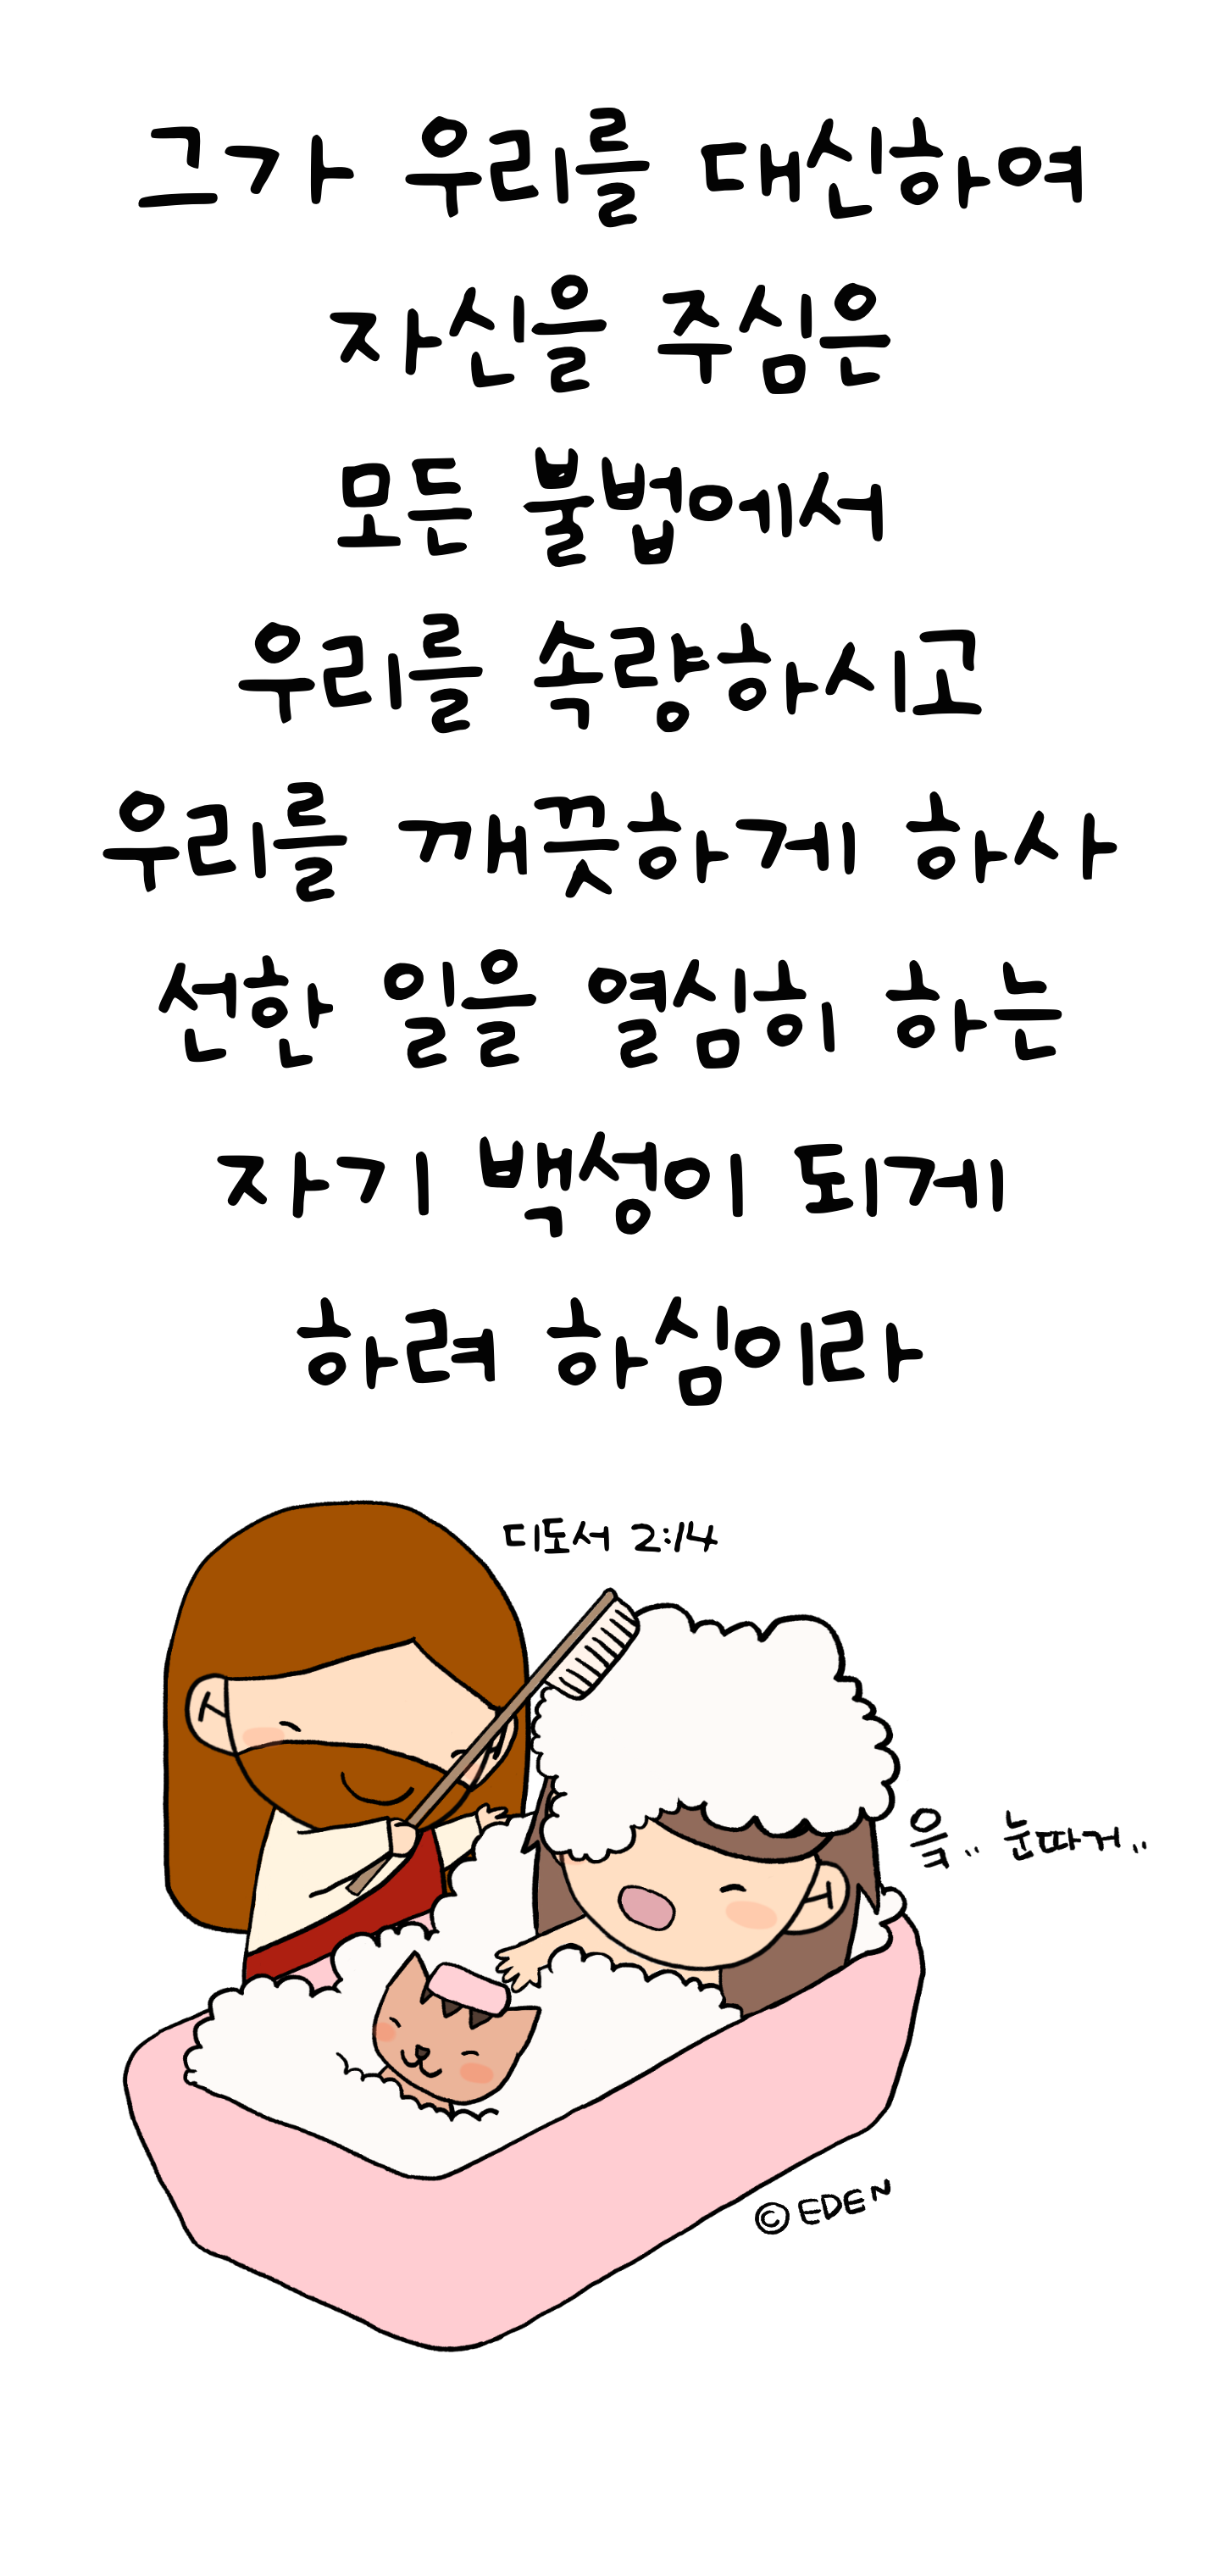 그가 우리를 대신하여
자신을 주심은
모든 불법에서
우리를 속량하시고
우리를 깨끗하게 하사
선한 일을 열심히 하는
자기 백성이 되게
하려 하심이라
디도서 2:14
읔.. 눈따거..
© EDEN